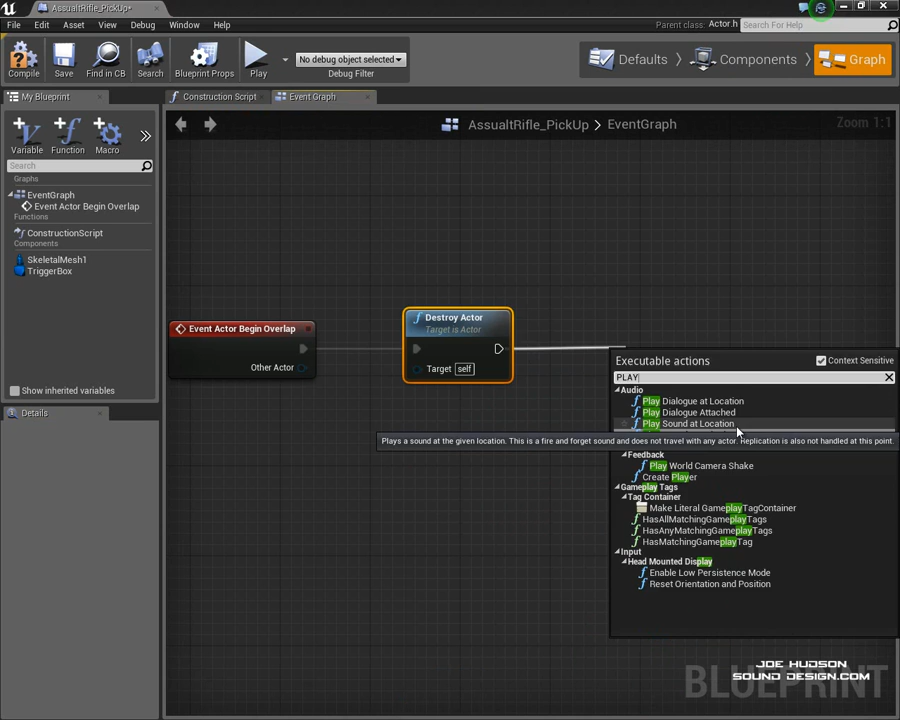 AssualtRifle_PickUp*
File Edit Asset View Debug Window Help
Parent class: Actor.h Search For Help
Compile Save Find in CB Search Blueprint Props Play
No debug object selected
Debug Filter
Defaults Components Graph
My Blueprint
Construction Script Event Graph
Variable Function Macro
AssualtRifle_PickUp > EventGraph Zoom 1:1
Search
Graphs
EventGraph
Event Actor Begin Overlap
Functions
ConstructionScript
Components
SkeletalMesh1
TriggerBox
Show inherited variables
Details
Event Actor Begin Overlap
Other Actor
Destroy Actor
Target is Actor
Target self
Executable actions Context Sensitive
PLAY
Audio
Play Dialogue at Location
Play Dialogue Attached
Play Sound at Location
Plays a sound at the given location. This is a fire and forget sound and does not travel with any actor. Replication is also not handled at this point.
Feedback
Play World Camera Shake
Create Player
Gameplay Tags
Tag Container
Make Literal GameplayTagContainer
HasAllMatchingGameplayTags
HasAnyMatchingGameplayTags
HasMatchingGameplayTag
Input
Head Mounted Display
Enable Low Persistence Mode
Reset Orientation and Position
JOE HUDSON
SOUND DESIGN.COM
BLUEPRINT